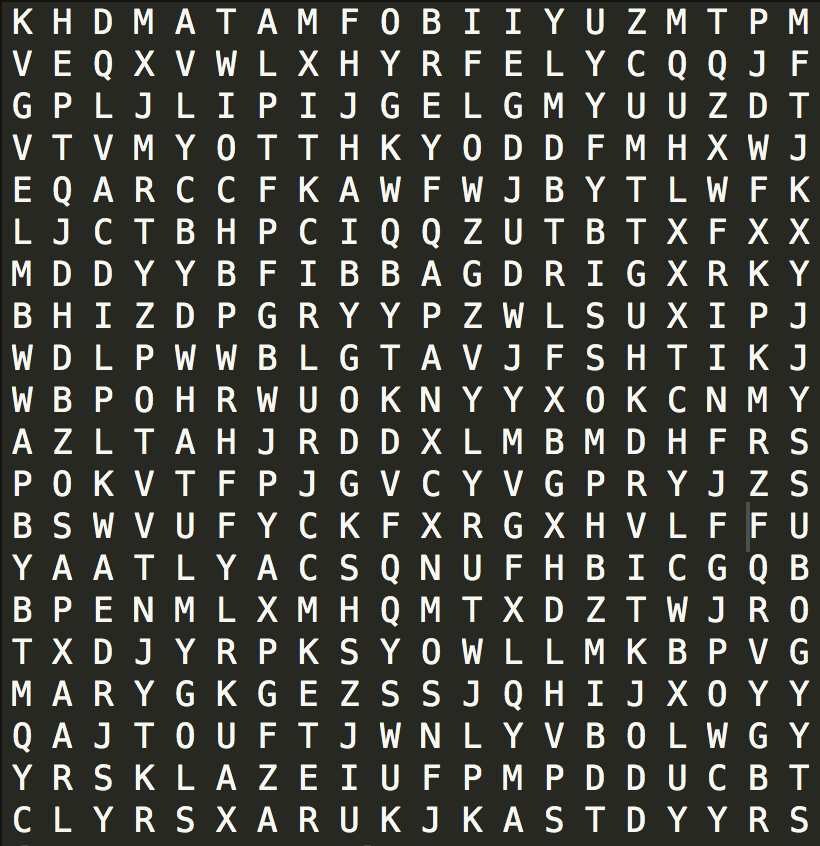 K H D M A T A M F O B I I Y U Z M T P M
V E Q X V W L X H Y R F E L Y C Q Q J F
G P L J L I P I J G E L G M Y U U Z D T
V T V M Y O T T H K Y O D D F M H X W J
E Q A R C C F K A W F W J B Y T L W F K
L J C T B H P C I Q Q Z U T B T X F X X
M D D Y Y B F I B B A G D R I G X R K Y
B H I Z D P G R Y Y P Z W L S U X I P J
W D L P W W B L G T A V J F S H T I K J
W B P O H R W U O K N Y Y X O K C N M Y
A Z L T A H J R D D X L M B M D H F R S
P O K V T F P J G V C Y V G P R Y J Z S
B S W V U F Y C K F X R G X H V L F F U
Y A A T L Y A C S Q N U F H B I C G Q B
B P E N M L X M H Q M T X D Z T W J R O
T X D J Y R P K S Y O W L L M K B P V G
M A R Y G K G E Z S S J Q H I J X O Y Y
Q A J T O U F T J W N L Y V B O L W G Y
Y R S K L A Z E I U F P M P D D U C B T
C L Y R S X A R U K J K A S T D Y Y R S